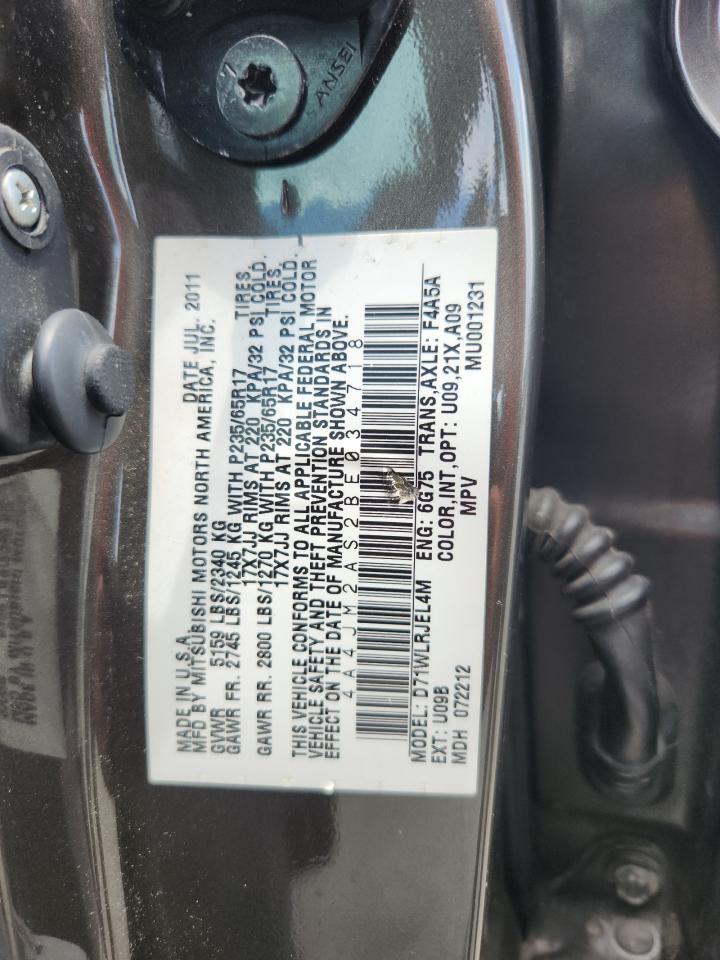 ANSEI
7
MADE IN U.S.A. DATE JUL. 2011
MFD BY MITSUBISHI MOTORS NORTH AMERICA, INC.
GVWR 5159 LBS/2340 KG
GAWR FR. 2745 LBS/1245 KG WITH P235/65R17 TIRES,
17X7JJ RIMS AT 220 KPA/32 PSI COLD.
GAWR RR. 2800 LBS/1270 KG WITH P235/65R17 TIRES,
17X7JJ RIMS AT 220 KPA/32 PSI COLD.
THIS VEHICLE CONFORMS TO ALL APPLICABLE FEDERAL MOTOR
VEHICLE SAFETY AND THEFT PREVENTION STANDARDS IN
EFFECT ON THE DATE OF MANUFACTURE SHOWN ABOVE.
4A4JM2AS2BE034718
MODEL: D71WLRJEL4M ENG: 6G75 TRANS,AXLE: F4A5A
EXT: U09B COLOR,INT,OPT: U09,21X,A09
MDH 072212 MPV MU001231